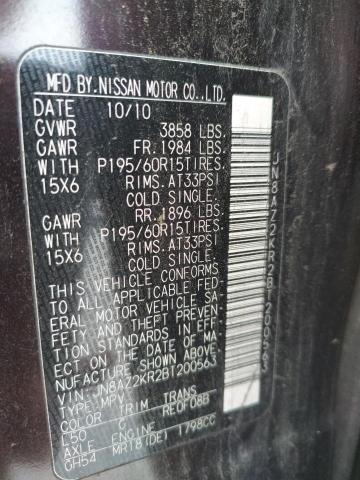 MFD BY.NISSAN MOTOR CO.,LTD.
DATE 10/10
GVWR 3858 LBS.
GAWR FR.1984 LBS.
WITH P195/60R15TIRES.
15X6 RIMS.AT33PSI
COLD SINGLE.
GAWR RR.1896 LBS.
WITH P195/60R15TIRES.
15X6 RIMS.AT33PSI
COLD SINGLE.
THIS VEHICLE CONFORMS
TO ALL APPLICABLE FED-
ERAL MOTOR VEHICLE SA-
FETY AND THEFT PREVEN-
TION STANDARDS IN EFF-
ECT ON THE DATE OF MA-
NUFACTURE SHOWN ABOVE.
VIN:JN8AZ2KR2BT200563
TYPE:MPV
COLOR TRIM TRANS
L50 G RE0F08B
AXLE ENGINE
GH54 MR18(DE) 1798CC
JN8AZ2KR2BT200563